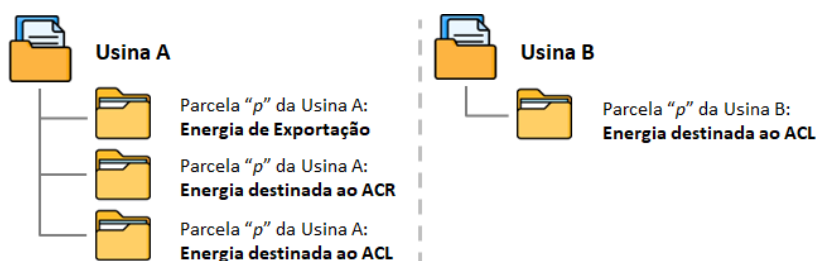 Usina A
Parcela “p” da Usina A:
Energia de Exportação
Parcela “p” da Usina A:
Energia destinada ao ACR
Parcela “p” da Usina A:
Energia destinada ao ACL
Usina B
Parcela “p” da Usina B:
Energia destinada ao ACL